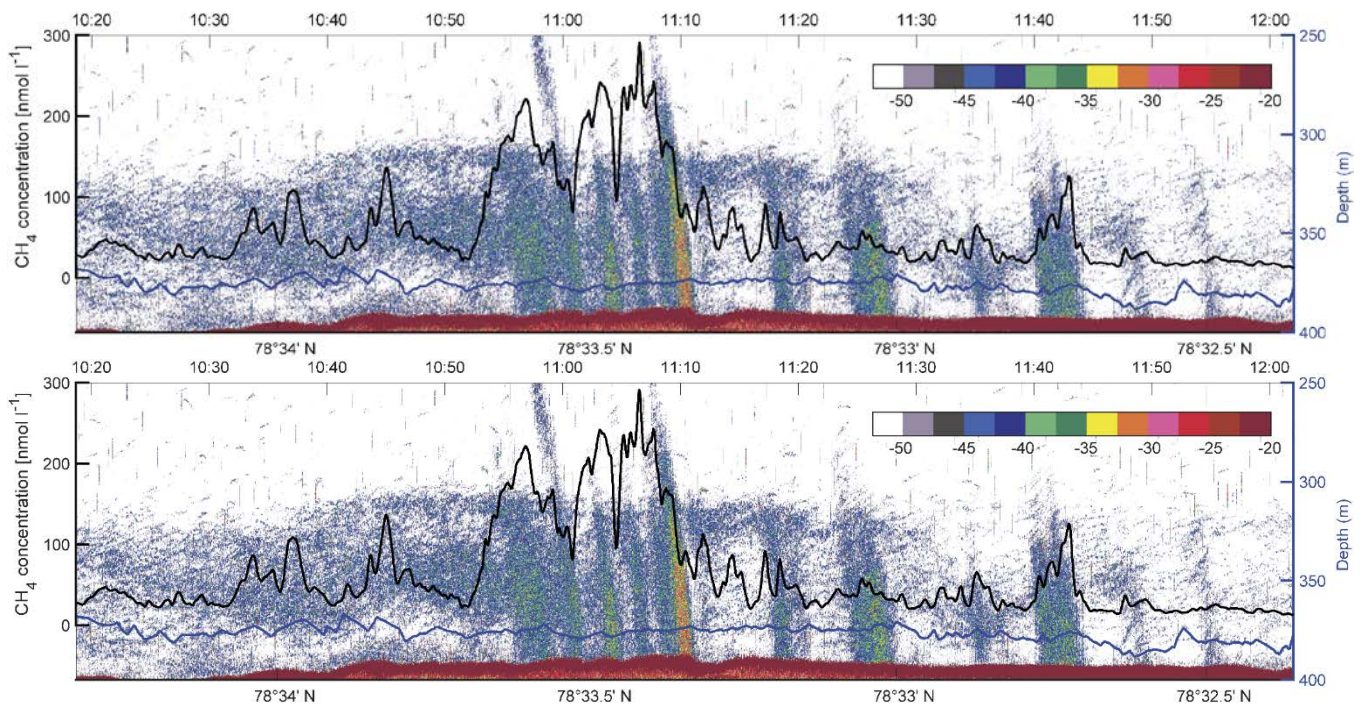 10:20 10:30 10:40 10:50 11:00 11:10 11:20 11:30 11:40 11:50 12:00
300 250
200 300
100 350
0 400
CH4 concentration [nmol l-1]
Depth (m)
-50 -45 -40 -35 -30 -25 -20
78°34' N 78°33.5' N 78°33' N 78°32.5' N
10:20 10:30 10:40 10:50 11:00 11:10 11:20 11:30 11:40 11:50 12:00
300 250
200 300
100 350
0 400
CH4 concentration [nmol l-1]
Depth (m)
-50 -45 -40 -35 -30 -25 -20
78°34' N 78°33.5' N 78°33' N 78°32.5' N